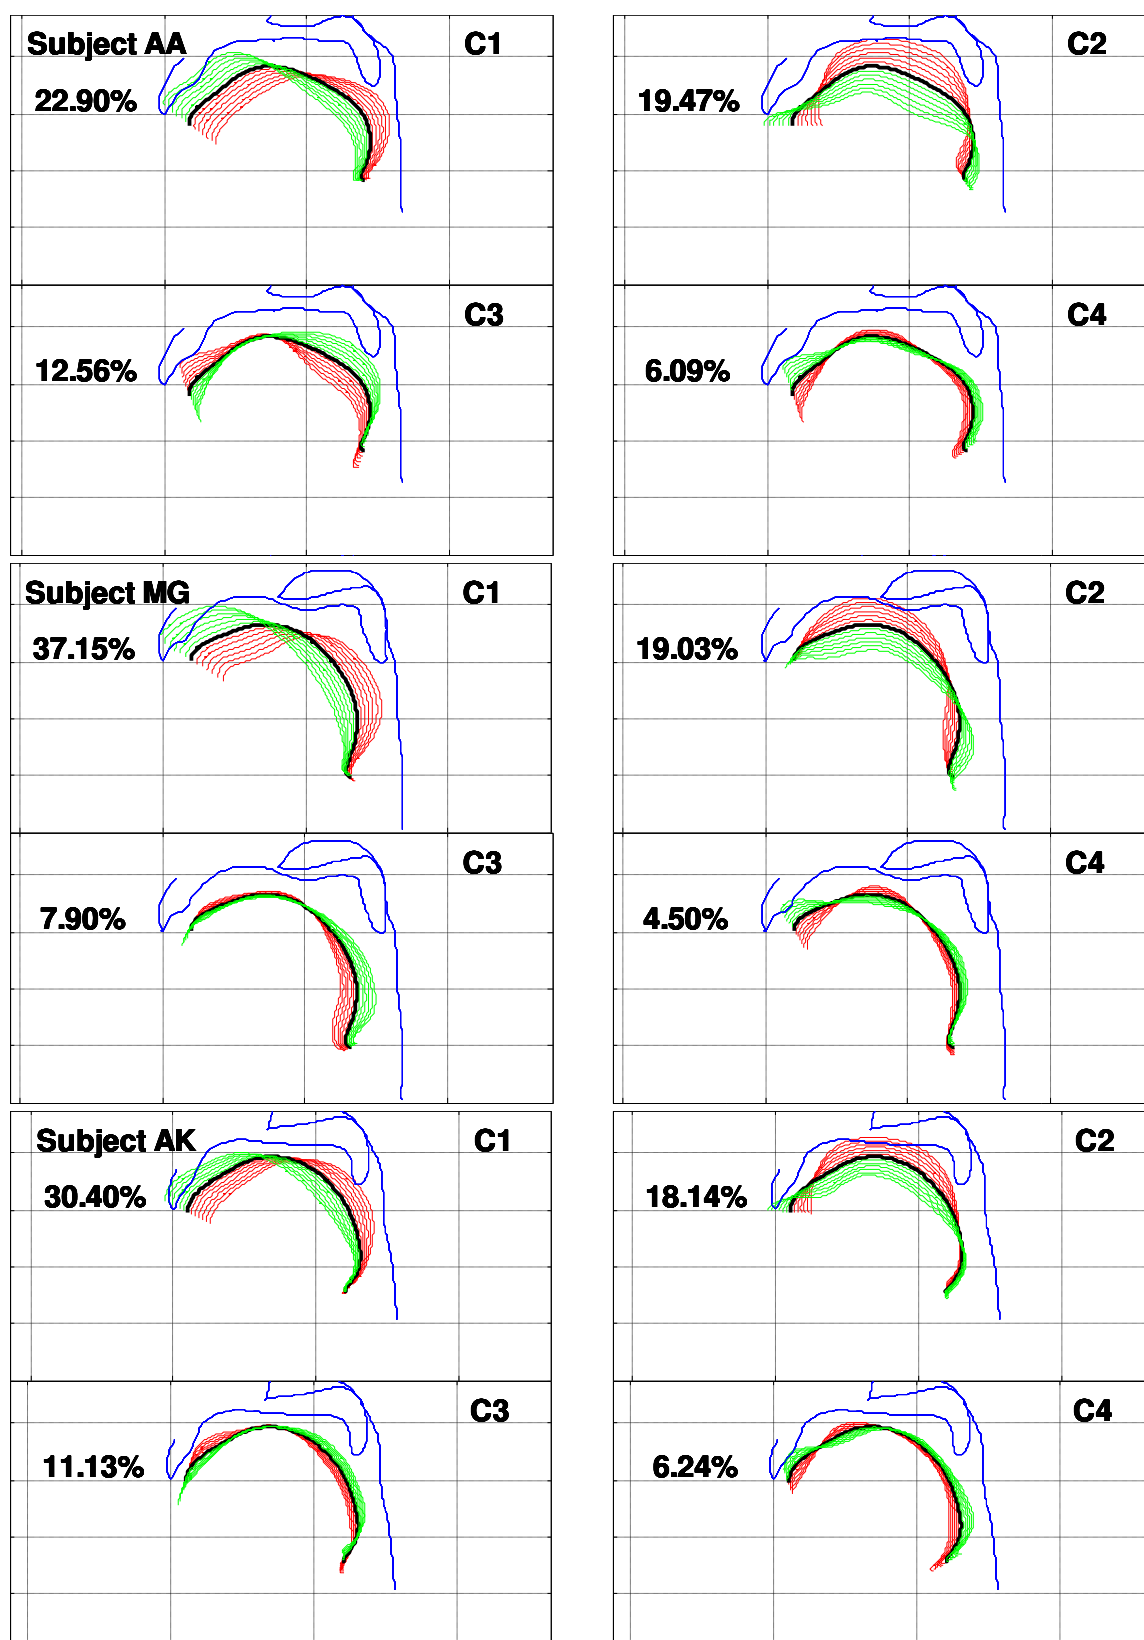 Subject AA C1
22.90%
C2
19.47%
C3
12.56%
C4
6.09%
Subject MG C1
37.15%
C2
19.03%
C3
7.90%
C4
4.50%
Subject AK C1
30.40%
C2
18.14%
C3
11.13%
C4
6.24%